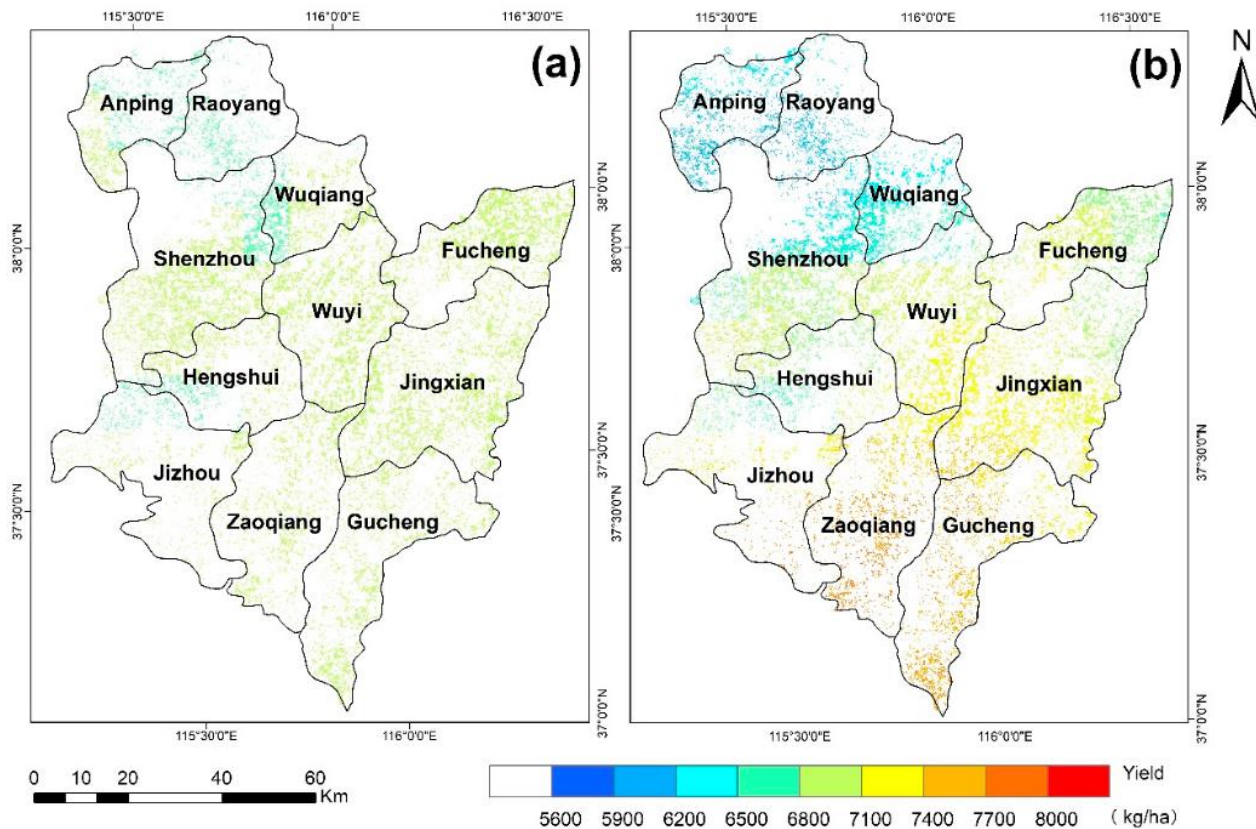 115°30'0"E 116°0'0"E 116°30'0"E 115°30'0"E 116°0'0"E 116°30'0"E
(a) (b) N
Anping Raoyang Anping Raoyang
Wuqiang Wuqiang
38°0'0"N 38°0'0"N
Fucheng Fucheng
38°0'0"N Shenzhou 38°0'0"N Shenzhou
Wuyi Wuyi
Hengshui Jingxian Hengshui Jingxian
37°30'0"N 37°30'0"N
Jizhou Jizhou
37°30'0"N Zaoqiang Gucheng 37°30'0"N Zaoqiang Gucheng
37°0'0"N 37°0'0"N
115°30'0"E 116°0'0"E 115°30'0"E 116°0'0"E
0 10 20 40 60
Km
Yield
5600 5900 6200 6500 6800 7100 7400 7700 8000 (kg/ha)